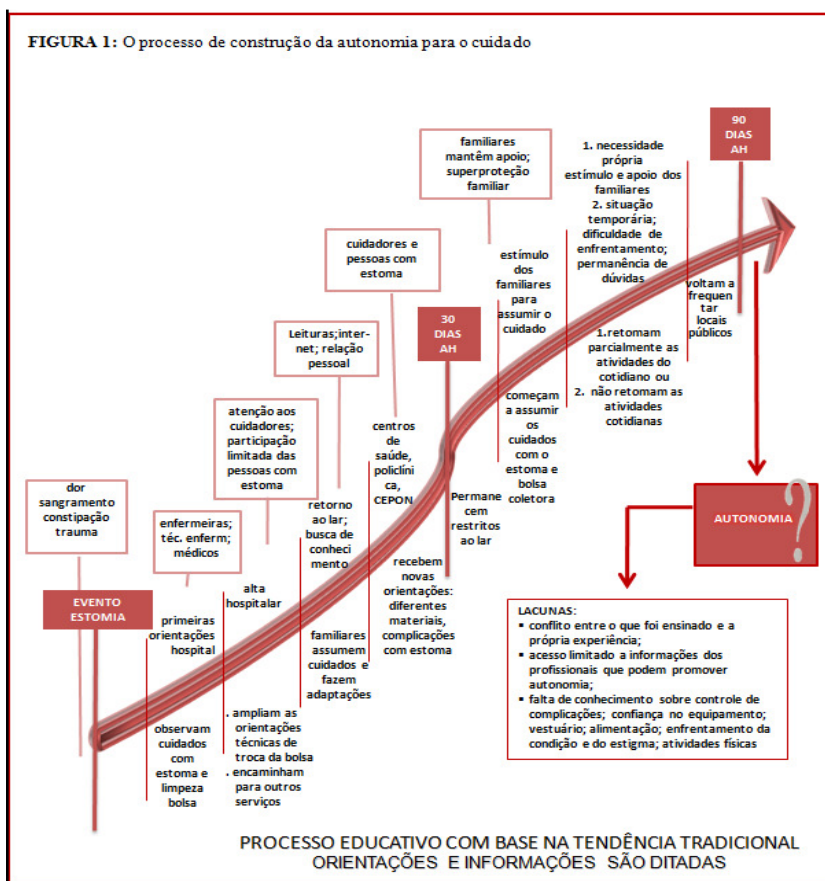 FIGURA 1: O processo de construção da autonomia para o cuidado
90
DIAS
AH
familiares
mantêm apoio;
superproteção
familiar
1. necessidade
própria
estímulo e apoio dos
familiares
2. situação
temporária;
dificuldade de
enfrentamento;
permanência de
dúvidas
cuidadores e
pessoas com
estoma
estímulo
dos
familiares
para
assumir o
cuidado
voltam a
frequen
tar
locais
públicos
30
DIAS
AH
Leituras;inter-
net; relação
pessoal
1.retomam
parcialmente as
atividades do
cotidiano ou
2. não retomam as
atividades
cotidianas
atenção aos
cuidadores;
participação
limitada das
pessoas com
estoma
centros
de
saúde,
policlíni
ca,
CEPON
começam
a assumir
os
cuidados
com o
estoma e
bolsa
coletora
dor
sangramento
constipação
trauma
enfermeiras;
téc. enferm;
médicos
retorno
ao lar;
busca de
conheci
mento
Permane
cem
restritos
ao lar
AUTONOMIA
?
EVENTO
ESTOMIA
primeiras
orientações
hospital
alta
hospitalar
recebem
novas
orientações:
diferentes
materiais,
complicações
com estoma
familiares
assumem
cuidados e
fazem
adaptações
LACUNAS:
▪ conflito entre o que foi ensinado e a
própria experiência;
▪ acesso limitado a informações dos
profissionais que podem promover
autonomia;
▪ falta de conhecimento sobre controle de
complicações; confiança no equipamento;
vestuário; alimentação; enfrentamento da
condição e do estigma; atividades físicas
observam
cuidados
com
estoma e
limpeza
bolsa
. ampliam as
orientações
técnicas de
troca da bolsa
. encaminham
para outros
serviços
PROCESSO EDUCATIVO COM BASE NA TENDÊNCIA TRADICIONAL
ORIENTAÇÕES E INFORMAÇÕES SÃO DITADAS